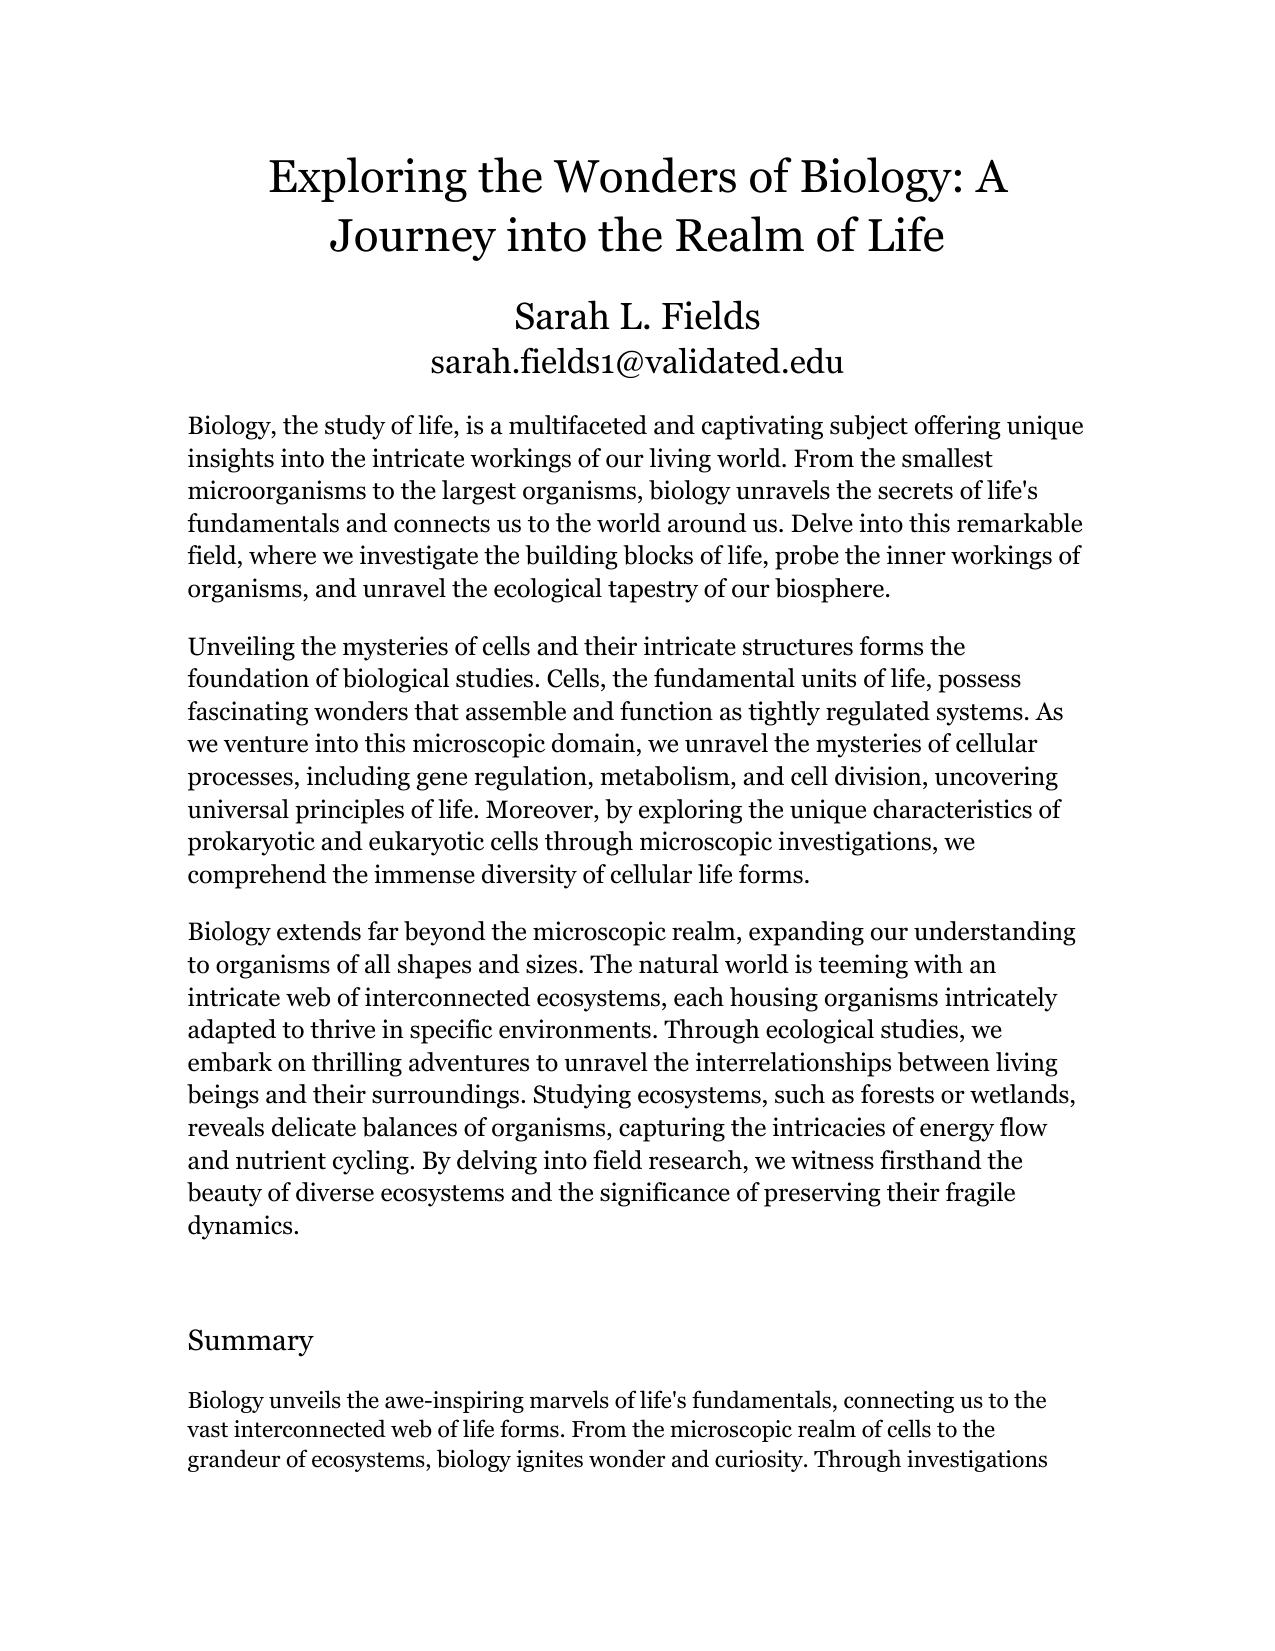 Exploring the Wonders of Biology: A
Journey into the Realm of Life
Sarah L. Fields
sarah.fields1@validated.edu
Biology, the study of life, is a multifaceted and captivating subject offering unique
insights into the intricate workings of our living world. From the smallest
microorganisms to the largest organisms, biology unravels the secrets of life's
fundamentals and connects us to the world around us. Delve into this remarkable
field, where we investigate the building blocks of life, probe the inner workings of
organisms, and unravel the ecological tapestry of our biosphere.
Unveiling the mysteries of cells and their intricate structures forms the
foundation of biological studies. Cells, the fundamental units of life, possess
fascinating wonders that assemble and function as tightly regulated systems. As
we venture into this microscopic domain, we unravel the mysteries of cellular
processes, including gene regulation, metabolism, and cell division, uncovering
universal principles of life. Moreover, by exploring the unique characteristics of
prokaryotic and eukaryotic cells through microscopic investigations, we
comprehend the immense diversity of cellular life forms.
Biology extends far beyond the microscopic realm, expanding our understanding
to organisms of all shapes and sizes. The natural world is teeming with an
intricate web of interconnected ecosystems, each housing organisms intricately
adapted to thrive in specific environments. Through ecological studies, we
embark on thrilling adventures to unravel the interrelationships between living
beings and their surroundings. Studying ecosystems, such as forests or wetlands,
reveals delicate balances of organisms, capturing the intricacies of energy flow
and nutrient cycling. By delving into field research, we witness firsthand the
beauty of diverse ecosystems and the significance of preserving their fragile
dynamics.
Summary
Biology unveils the awe-inspiring marvels of life's fundamentals, connecting us to the
vast interconnected web of life forms. From the microscopic realm of cells to the
grandeur of ecosystems, biology ignites wonder and curiosity. Through investigations